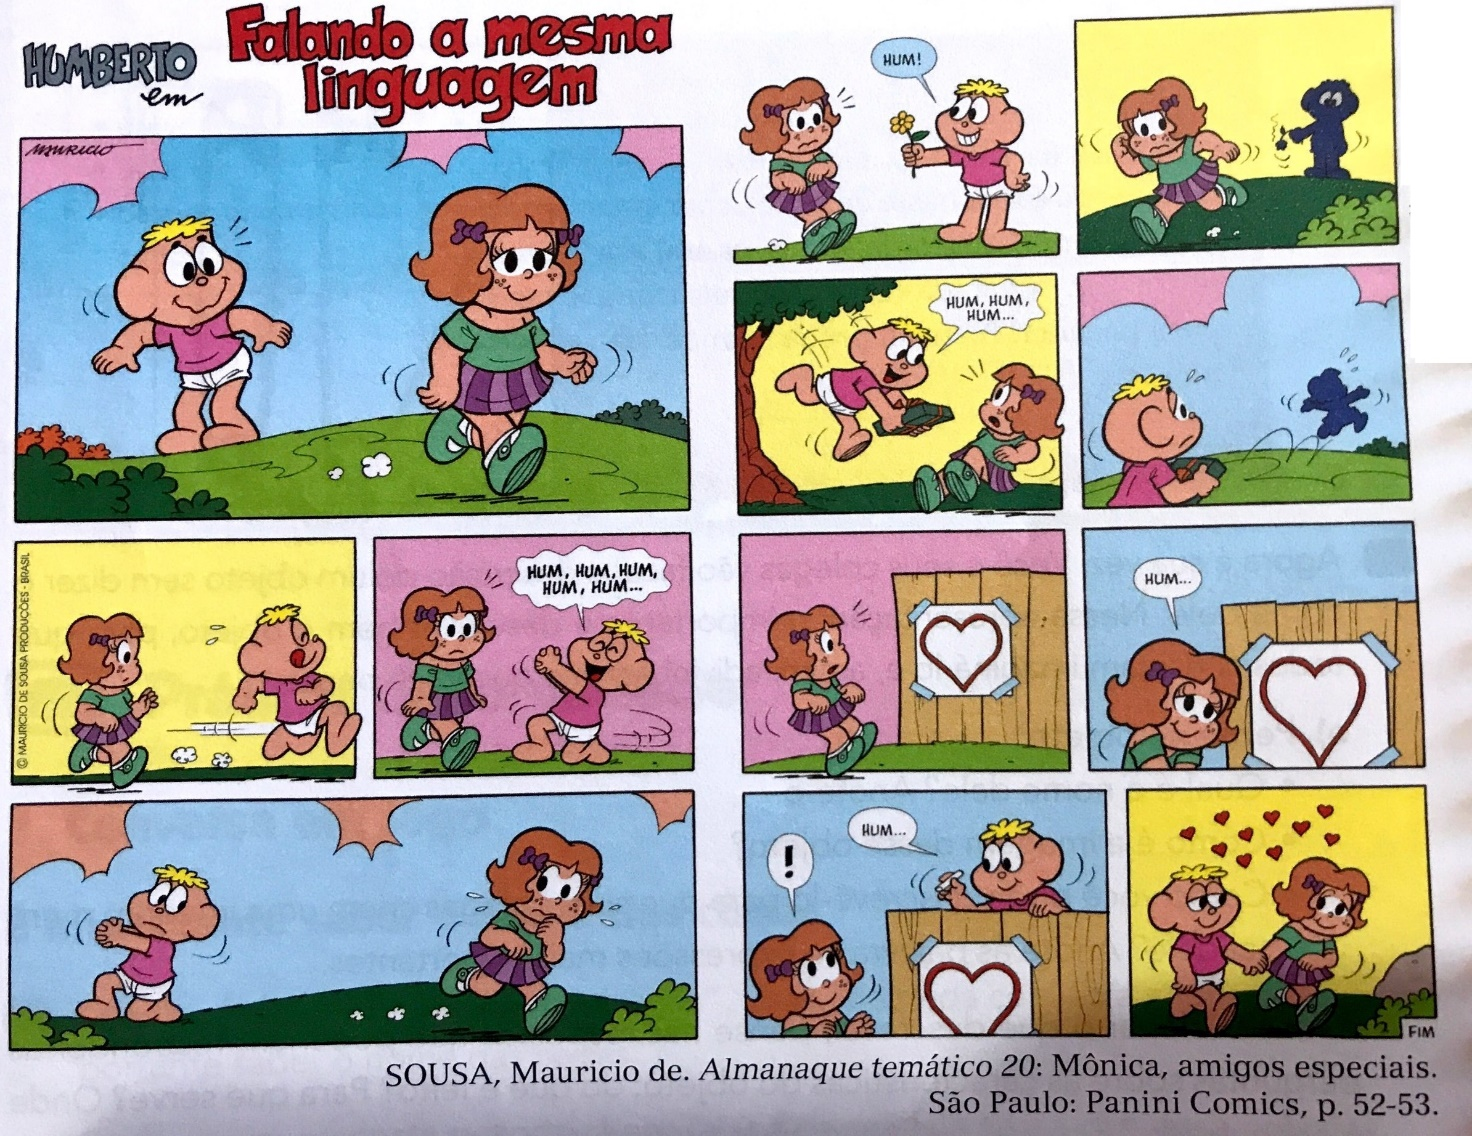 HUMBERTO
em
Falando a mesma
linguagem
MAURICIO
© MAURICIO DE SOUSA PRODUÇÕES - BRASIL
HUM, HUM, HUM,
HUM, HUM...
HUM!
HUM, HUM,
HUM...
HUM...
!
HUM...
FIM
SOUSA, Mauricio de. Almanaque temático 20: Mônica, amigos especiais.
São Paulo: Panini Comics, p. 52-53.